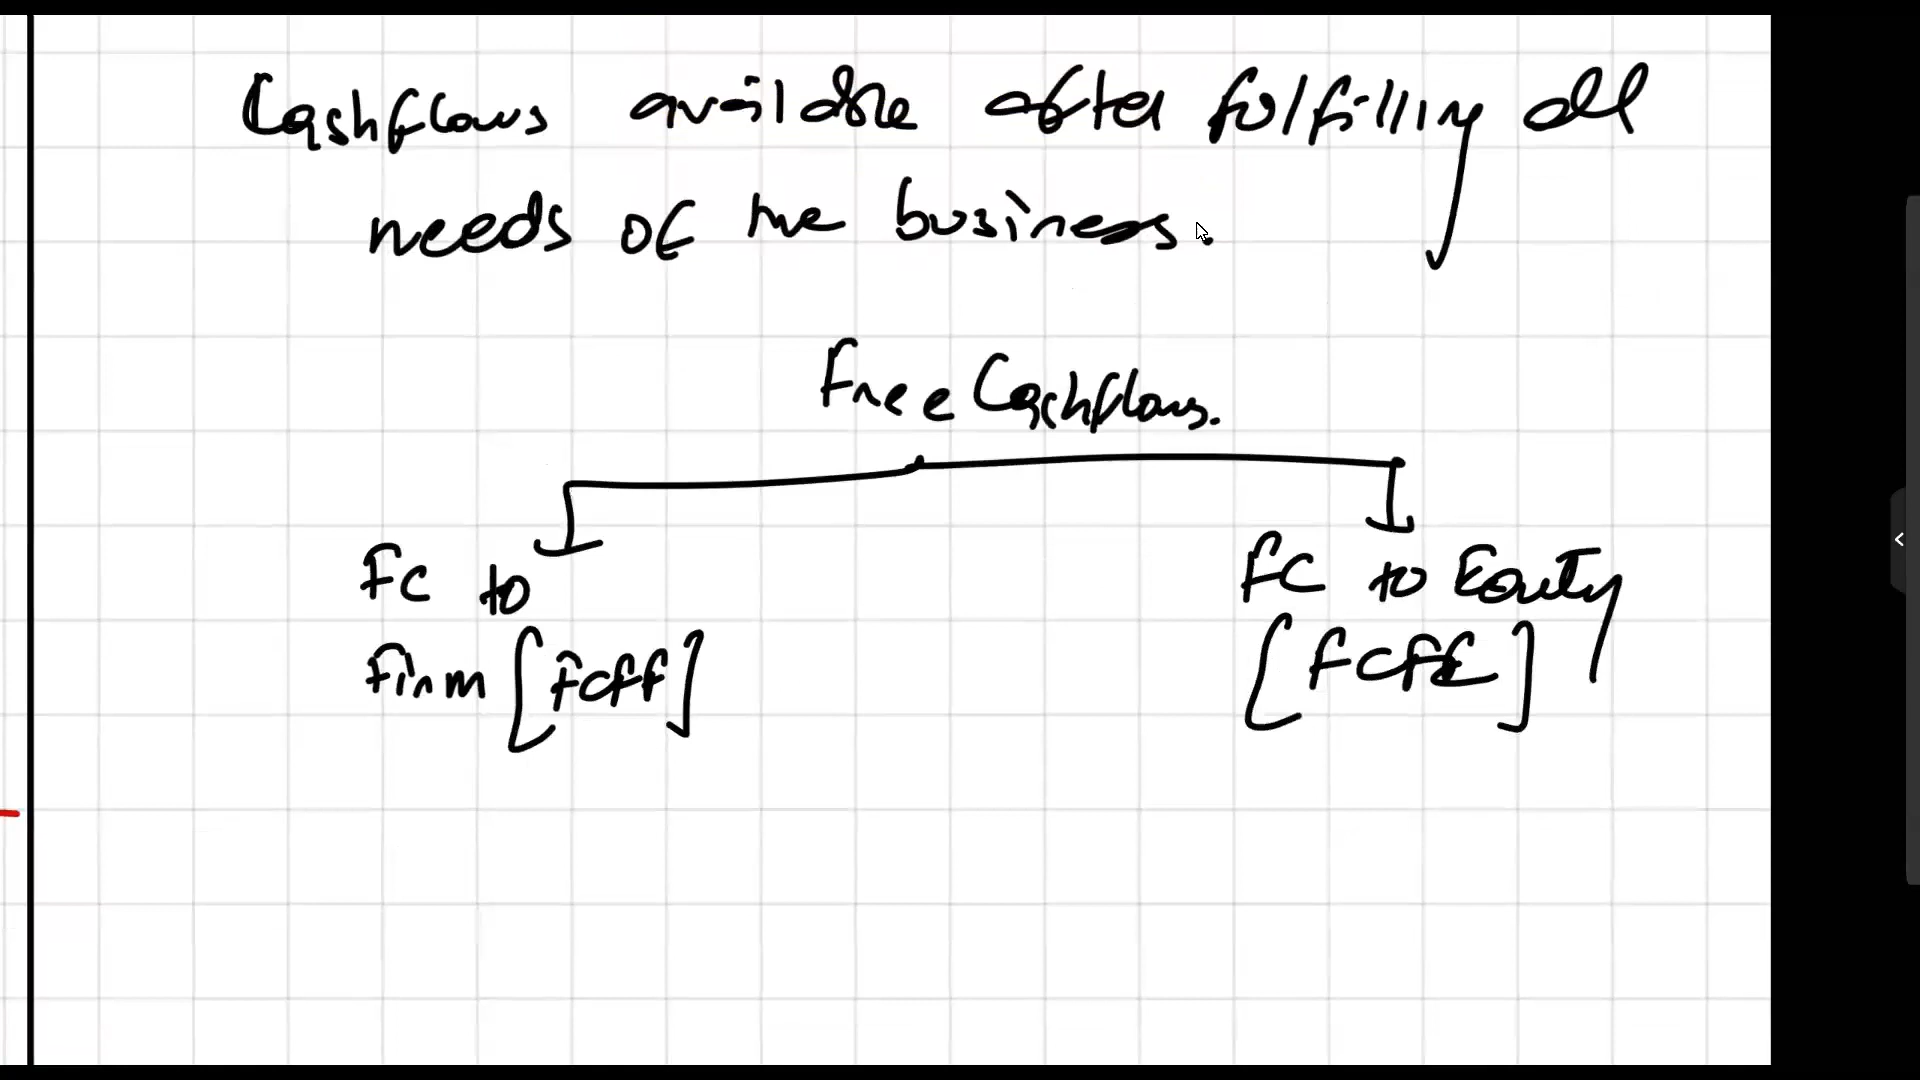 Cashflows available after fulfilling all
needs of the business.
Free Cashflows.
FC to
Firm [FCFF]
FC to Equity
[FCFE]